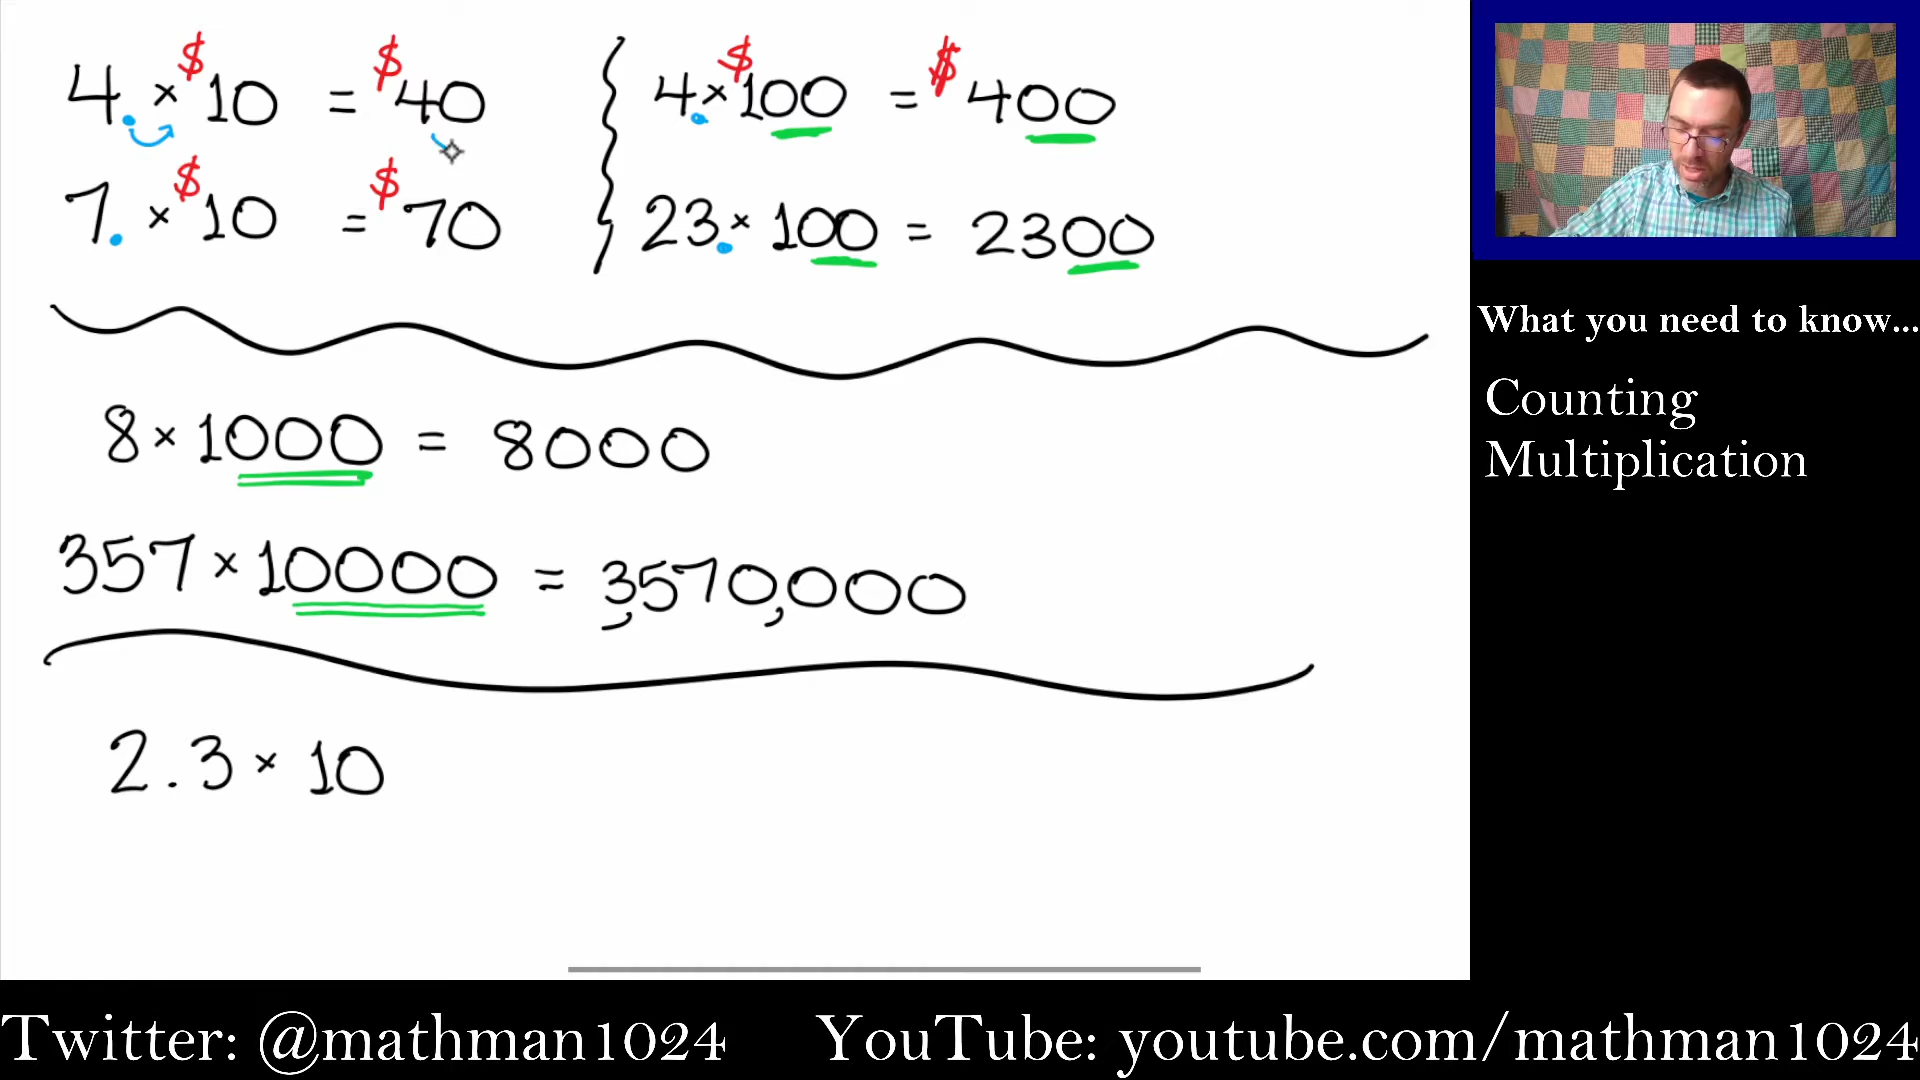 4. × $10 = $40
7. × $10 = $70
4. × $100 = $400
23. × 100 = 2300
8 × 1000 = 8000
357 × 10000 = 3,570,000
2.3 × 10
What you need to know...
Counting
Multiplication
Twitter: @mathman1024
YouTube: youtube.com/mathman1024